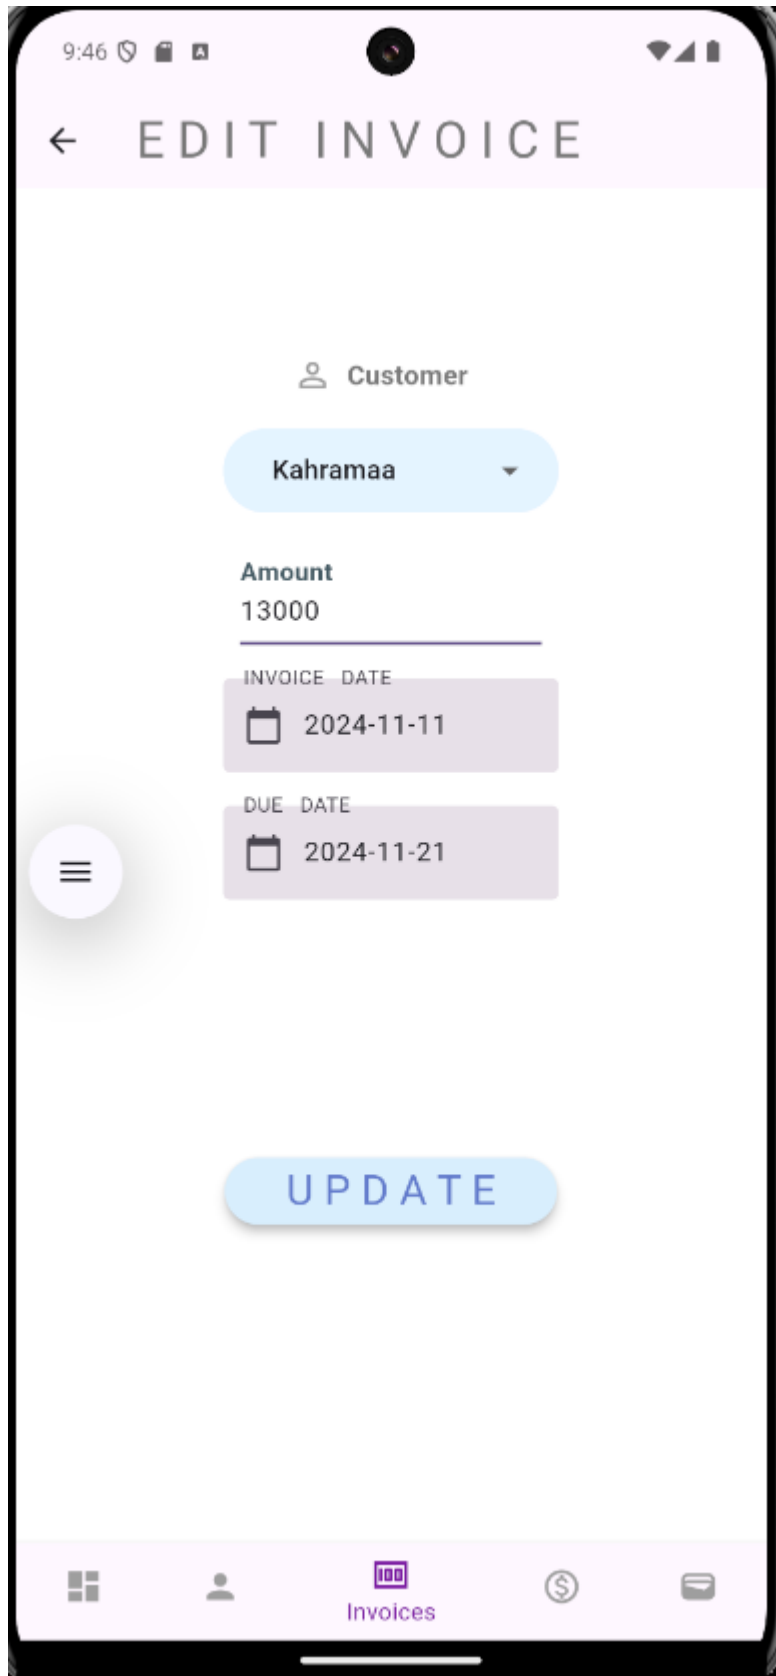 9:46
EDIT INVOICE
Customer
Kahramaa
Amount
13000
INVOICE DATE
2024-11-11
DUE DATE
2024-11-21
UPDATE
Invoices